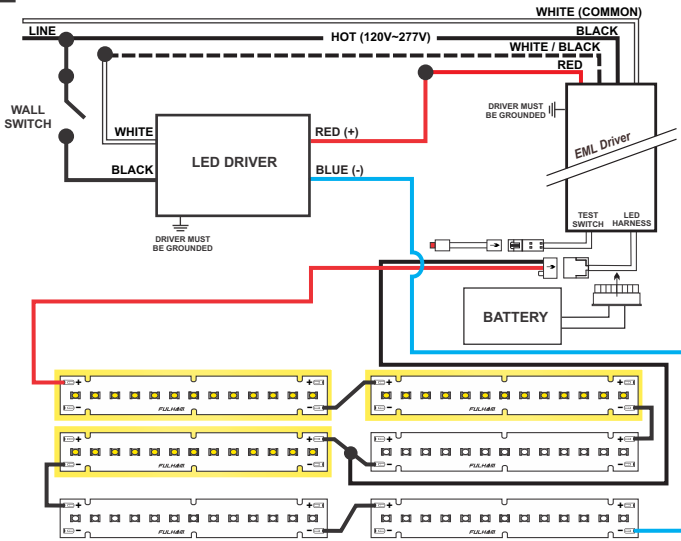 WHITE (COMMON)
LINE
BLACK
HOT (120V~277V)
WHITE / BLACK
RED
WALL
SWITCH
DRIVER MUST
BE GROUNDED
WHITE
LED DRIVER
RED (+)
EML Driver
BLACK
BLUE (-)
TEST
SWITCH
LED
HARNESS
DRIVER MUST
BE GROUNDED
BATTERY
+ + + +
- FULHAM - - FULHAM -
+ + + +
- FULHAM - - FULHAM -
+ + + +
- FULHAM - - FULHAM -